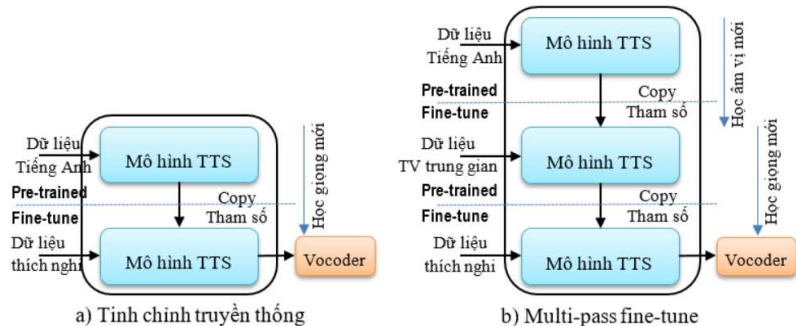 Dữ liệu
Tiếng Anh
Mô hình TTS
Pre-trained
Fine-tune
Copy
Tham số
Học giọng mới
Dữ liệu
thích nghi
Mô hình TTS
Vocoder
a) Tinh chỉnh truyền thống
Dữ liệu
Tiếng Anh
Mô hình TTS
Pre-trained
Fine-tune
Copy
Tham số
Học âm vị mới
Dữ liệu
TV trung gian
Mô hình TTS
Pre-trained
Fine-tune
Copy
Tham số
Học giọng mới
Dữ liệu
thích nghi
Mô hình TTS
Vocoder
b) Multi-pass fine-tune